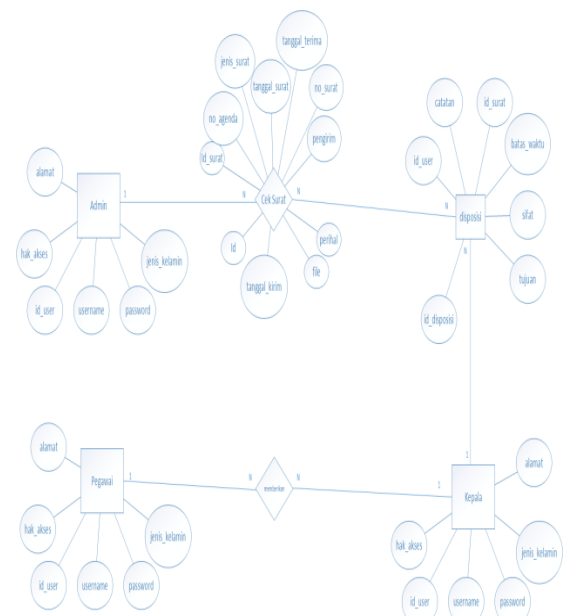 tanggal_terima
jenis_surat
tanggal_surat
no_surat
no_agenda
pengirim
Id_surat
Cek Surat
Id
perihal
file
tanggal_kirim
alamat
Admin
hak_akses
jenis_kelamin
id_user
username
password
1
N
N
N
catatan
id_surat
batas_waktu
id_user
disposisi
sifat
tujuan
id_disposisi
N
1
alamat
Pegawai
hak_akses
jenis_kelamin
id_user
username
password
1
N
N
1
alamat
Kepala
hak_akses
jenis_kelamin
id_user
username
password